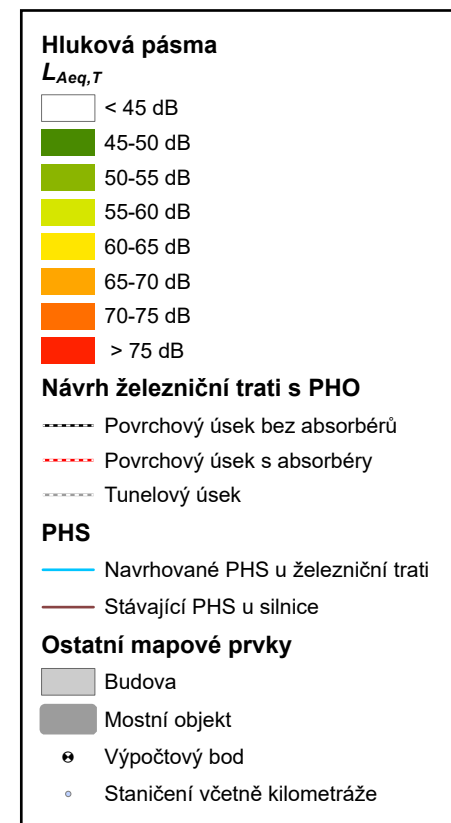 Hluková pásma
L_Aeq,T
< 45 dB
45-50 dB
50-55 dB
55-60 dB
60-65 dB
65-70 dB
70-75 dB
> 75 dB
Návrh železniční trati s PHO
Povrchový úsek bez absorbérů
Povrchový úsek s absorbéry
Tunelový úsek
PHS
Navrhované PHS u železniční trati
Stávající PHS u silnice
Ostatní mapové prvky
Budova
Mostní objekt
Výpočtový bod
Staničení včetně kilometráže